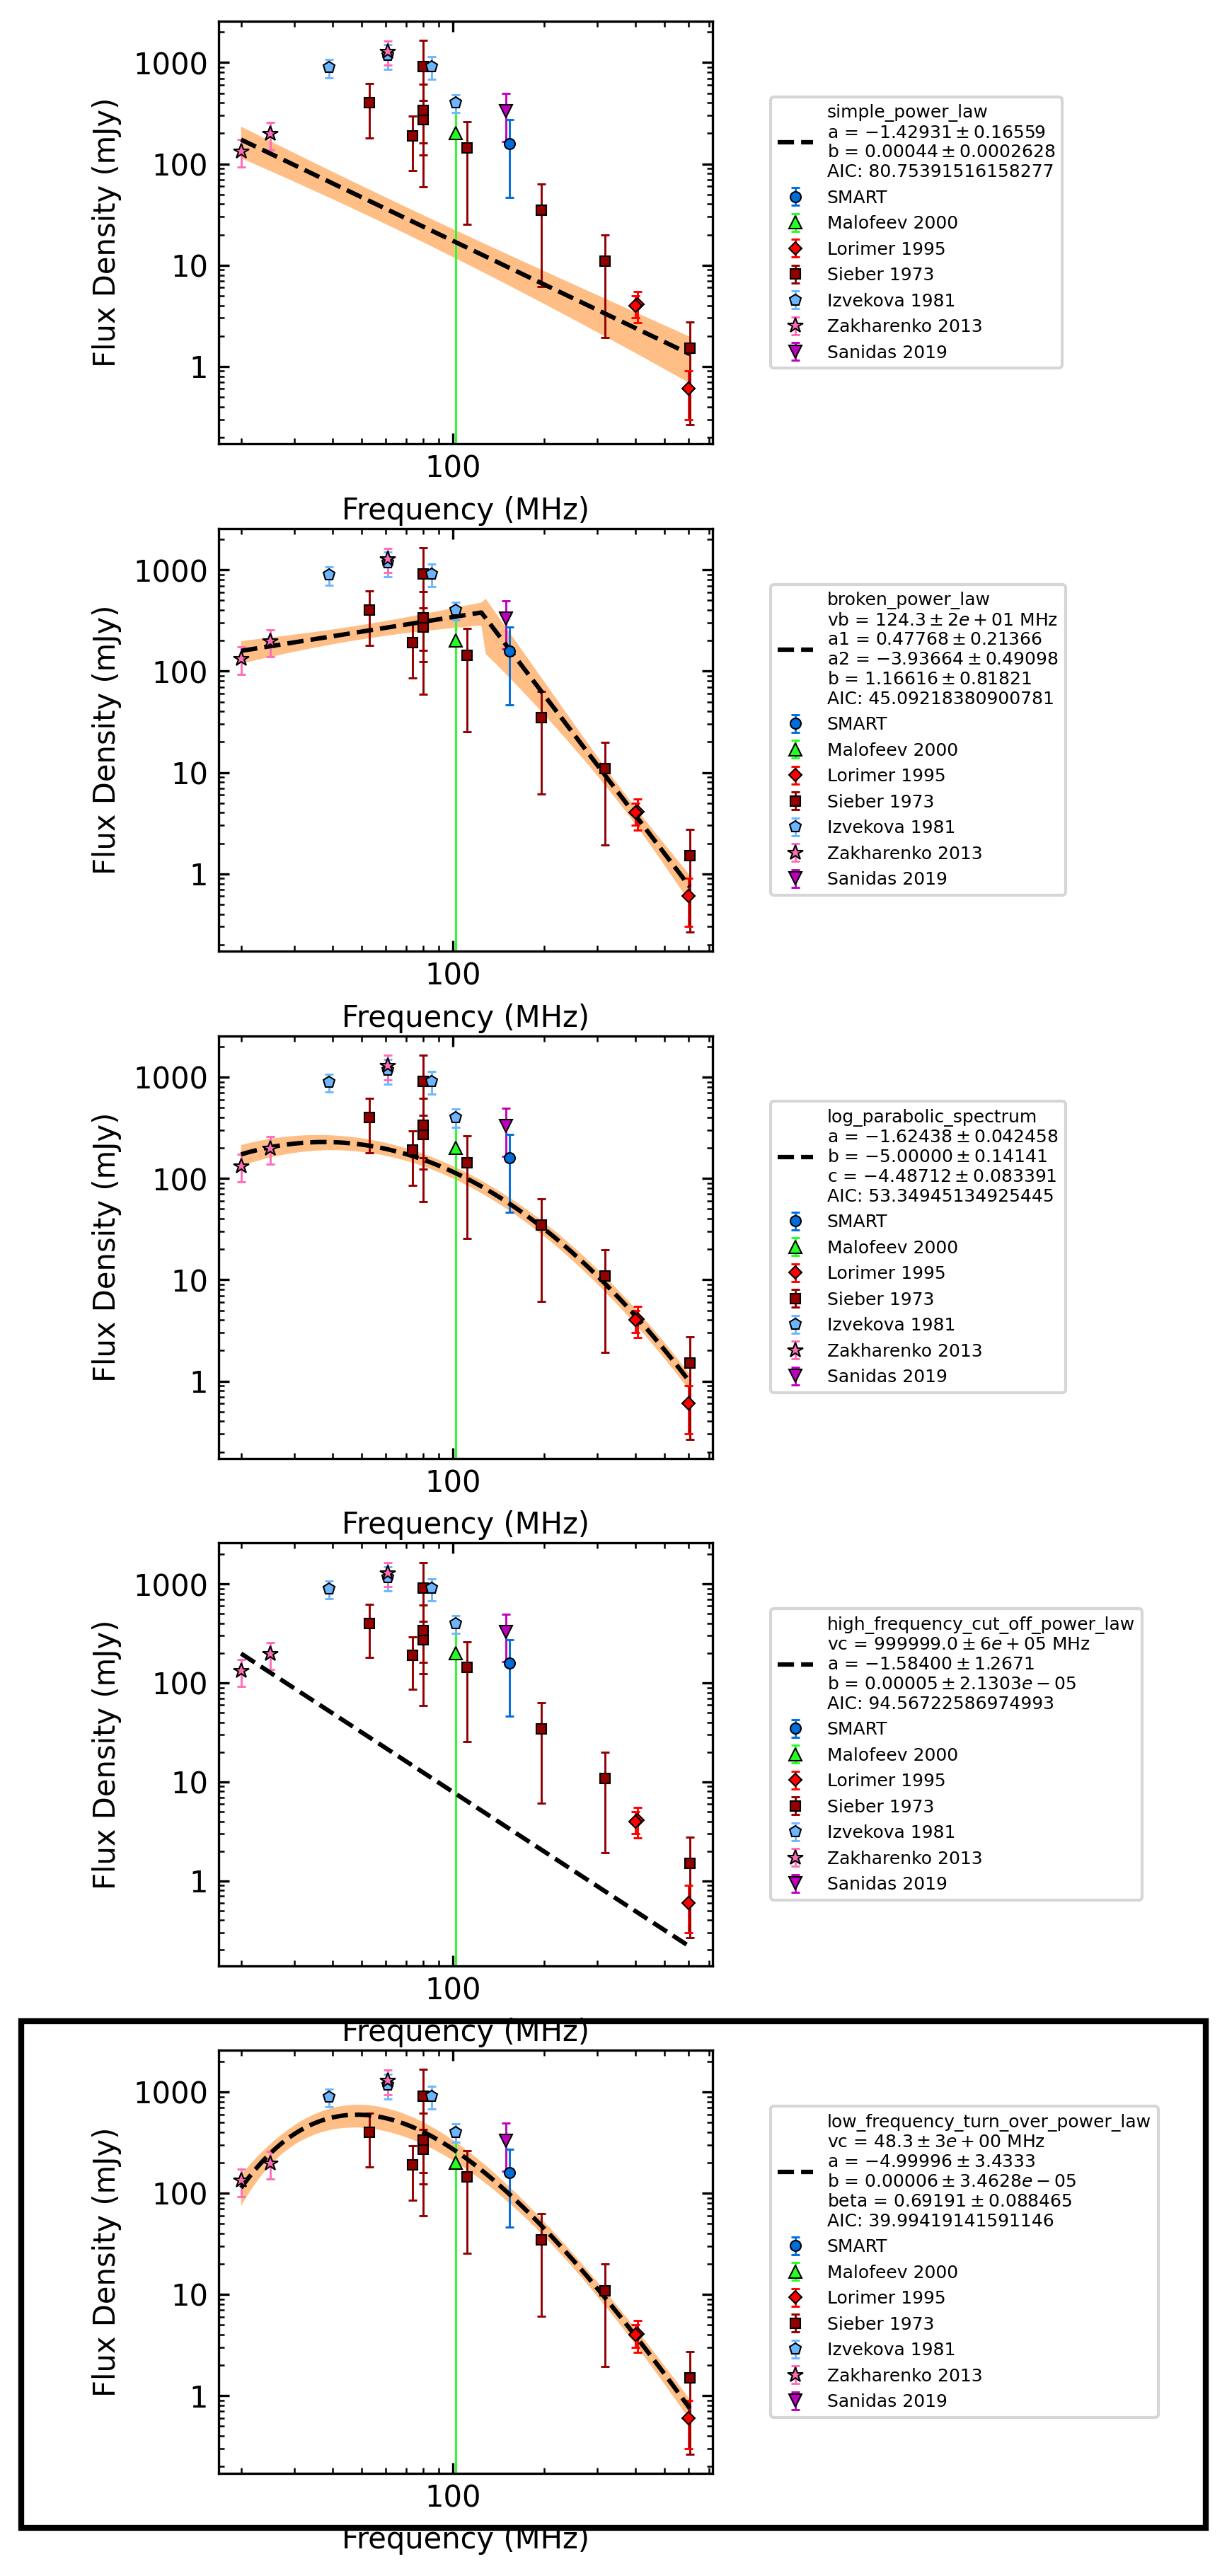 1000
100
10
1
Flux Density (mJy)
100
Frequency (MHz)
simple_power_law
a = −1.42931 ± 0.16559
b = 0.00044 ± 0.0002628
AIC: 80.75391516158277
SMART
Malofeev 2000
Lorimer 1995
Sieber 1973
Izvekova 1981
Zakharenko 2013
Sanidas 2019
1000
100
10
1
Flux Density (mJy)
100
Frequency (MHz)
broken_power_law
vb = 124.3 ± 2e + 01 MHz
a1 = 0.47768 ± 0.21366
a2 = −3.93664 ± 0.49098
b = 1.16616 ± 0.81821
AIC: 45.09218380900781
SMART
Malofeev 2000
Lorimer 1995
Sieber 1973
Izvekova 1981
Zakharenko 2013
Sanidas 2019
1000
100
10
1
Flux Density (mJy)
100
Frequency (MHz)
log_parabolic_spectrum
a = −1.62438 ± 0.042458
b = −5.00000 ± 0.14141
c = −4.48712 ± 0.083391
AIC: 53.34945134925445
SMART
Malofeev 2000
Lorimer 1995
Sieber 1973
Izvekova 1981
Zakharenko 2013
Sanidas 2019
1000
100
10
1
Flux Density (mJy)
100
Frequency (MHz)
high_frequency_cut_off_power_law
vc = 999999.0 ± 6e + 05 MHz
a = −1.58400 ± 1.2671
b = 0.00005 ± 2.1303e − 05
AIC: 94.56722586974993
SMART
Malofeev 2000
Lorimer 1995
Sieber 1973
Izvekova 1981
Zakharenko 2013
Sanidas 2019
1000
100
10
1
Flux Density (mJy)
100
Frequency (MHz)
low_frequency_turn_over_power_law
vc = 48.3 ± 3e + 00 MHz
a = −4.99996 ± 3.4333
b = 0.00006 ± 3.4628e − 05
beta = 0.69191 ± 0.088465
AIC: 39.99419141591146
SMART
Malofeev 2000
Lorimer 1995
Sieber 1973
Izvekova 1981
Zakharenko 2013
Sanidas 2019